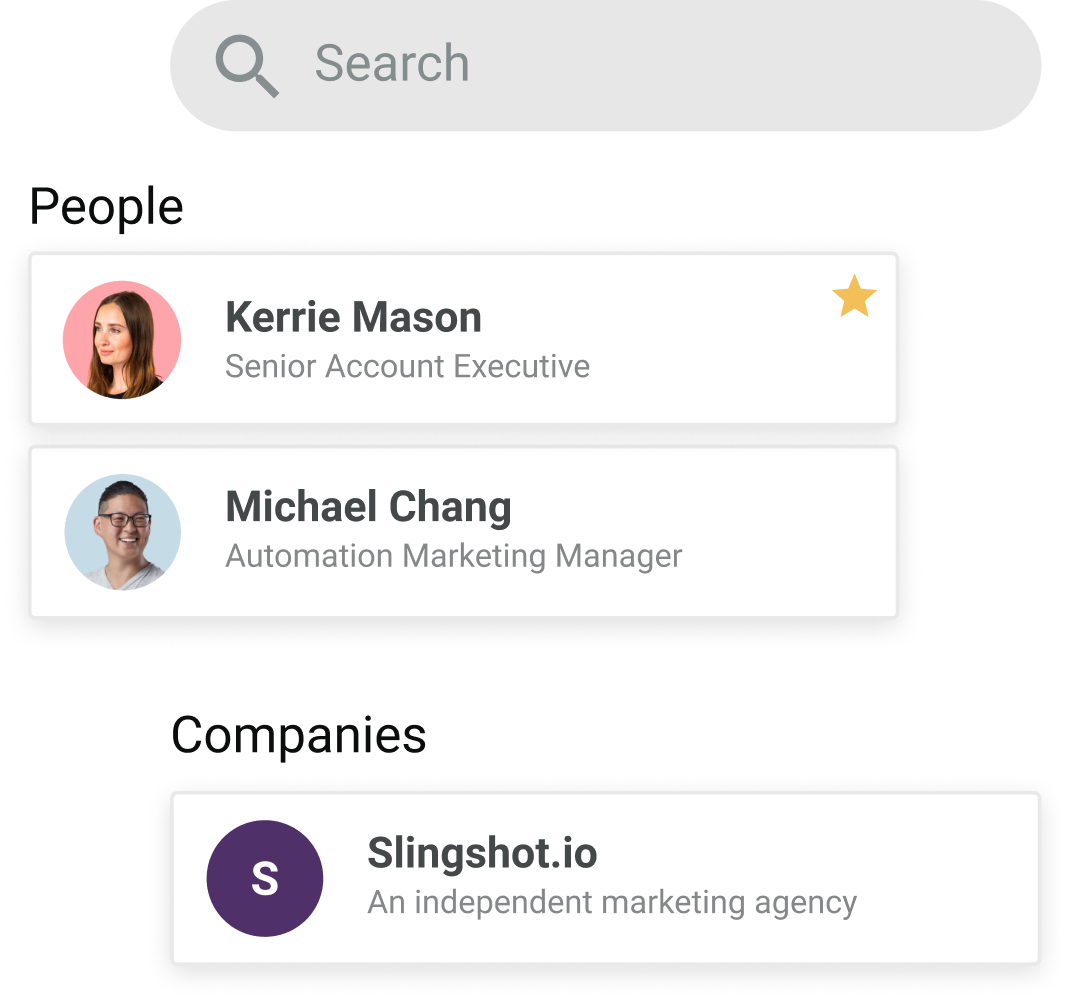 Search
People
Kerrie Mason
Senior Account Executive
Michael Chang
Automation Marketing Manager
Companies
S
Slingshot.io
An independent marketing agency